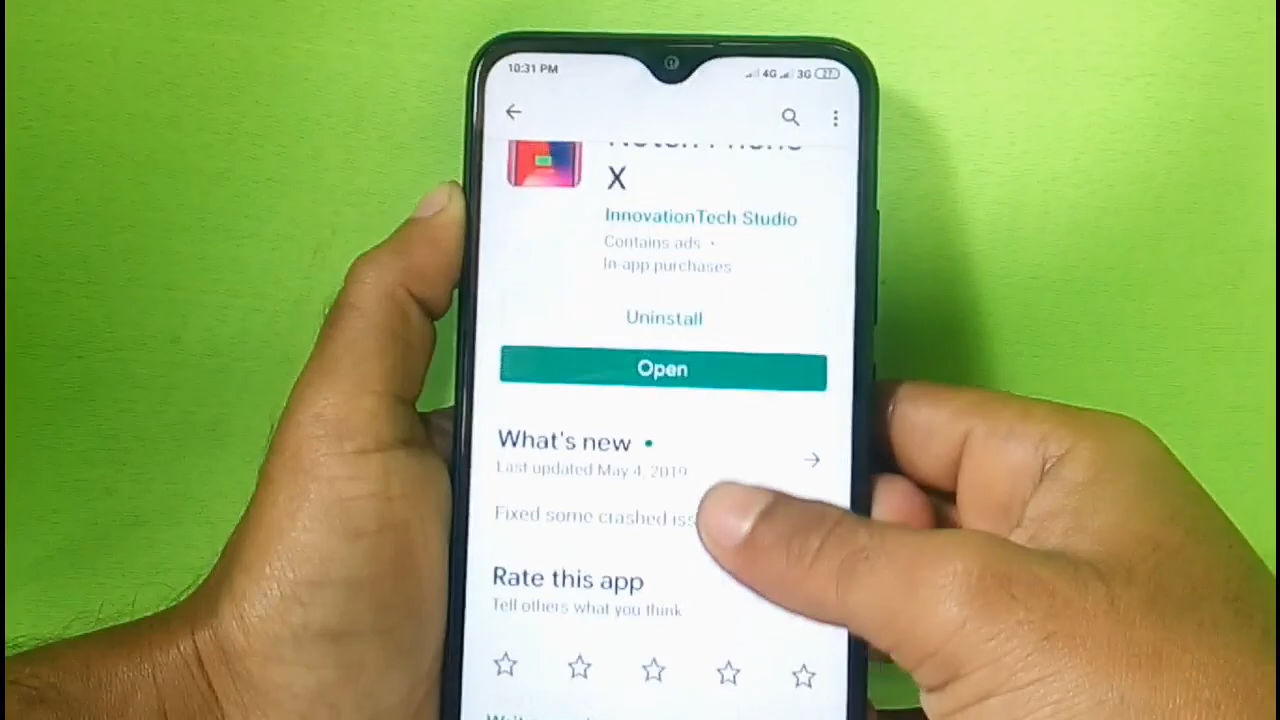 10:31 PM 4G 3G 27
X
InnovationTech Studio
Contains ads •
In-app purchases
Uninstall
Open
What's new •
Last updated May 4, 2019
Fixed some crashed iss
Rate this app
Tell others what you think